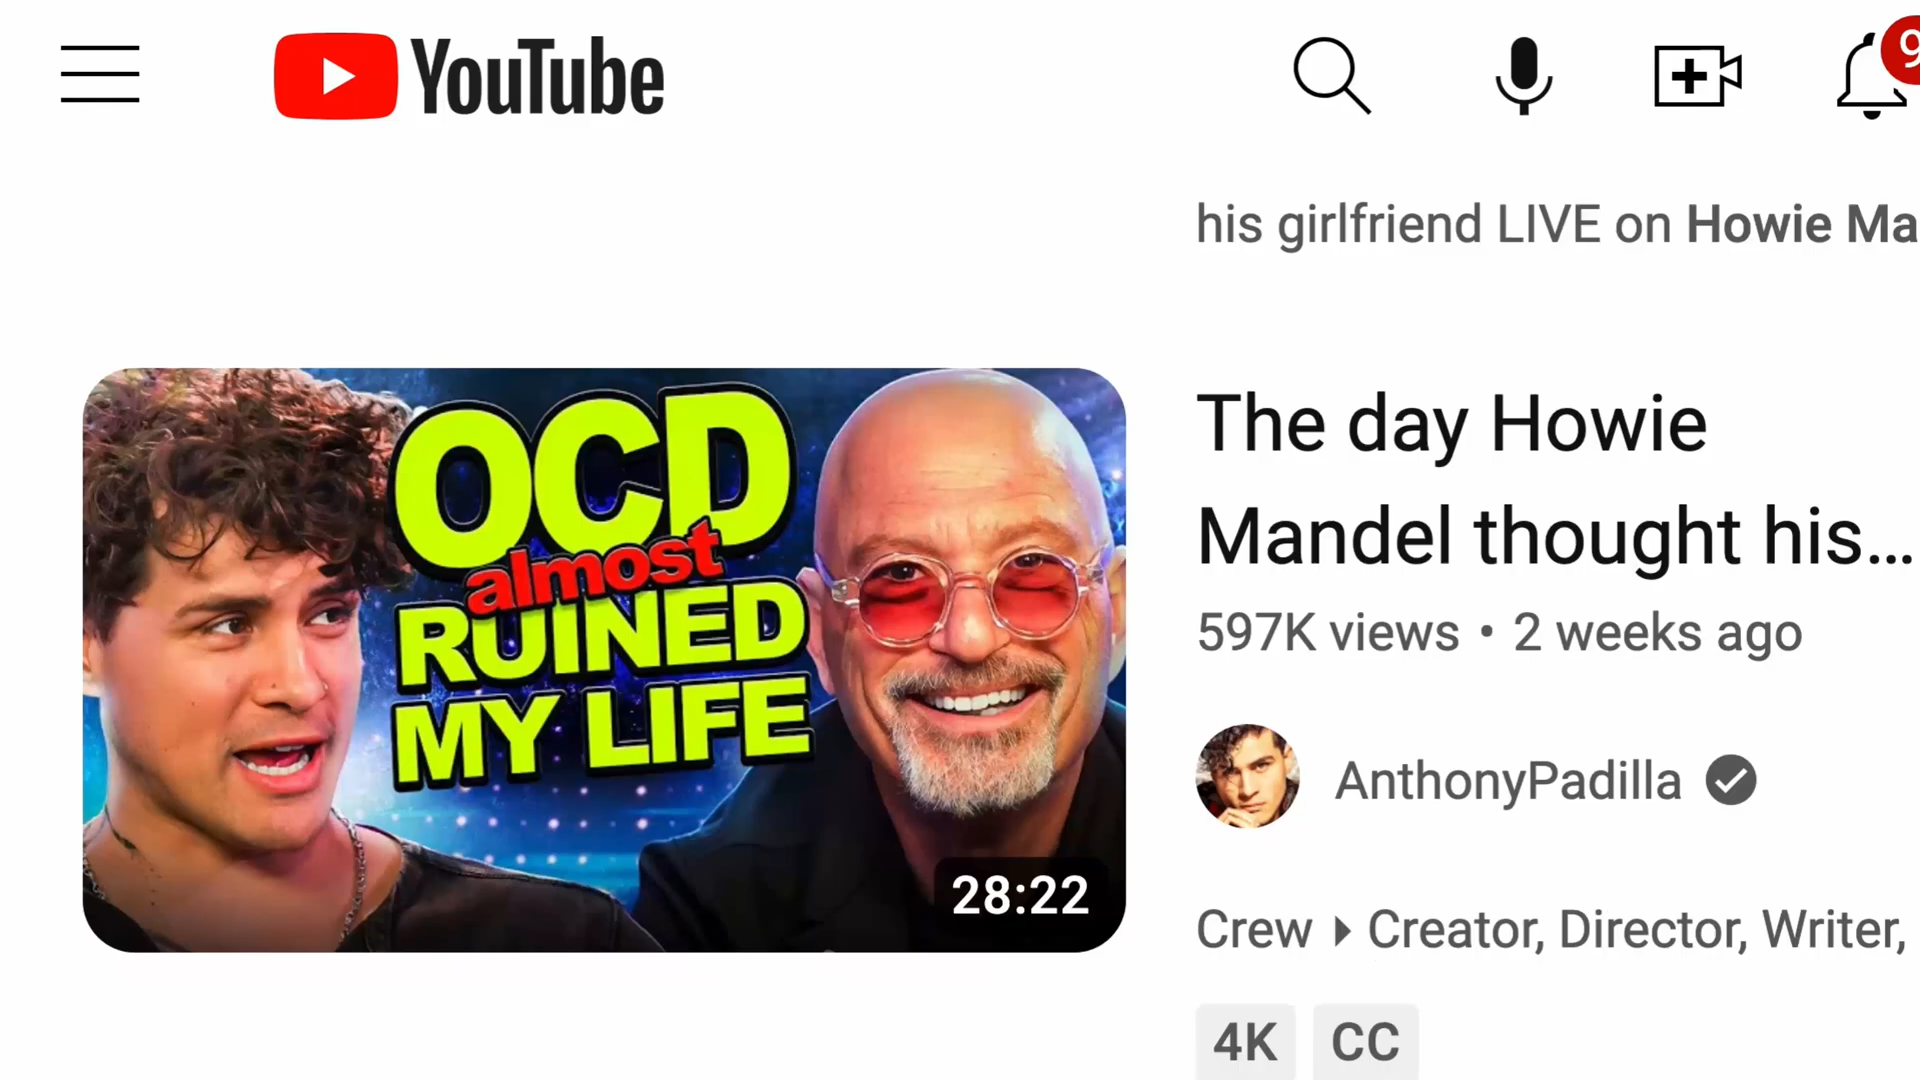 YouTube
9
his girlfriend LIVE on Howie Ma
OCD
almost
RUINED
MY LIFE
28:22
The day Howie
Mandel thought his...
597K views • 2 weeks ago
AnthonyPadilla
Crew ▸ Creator, Director, Writer,
4K CC